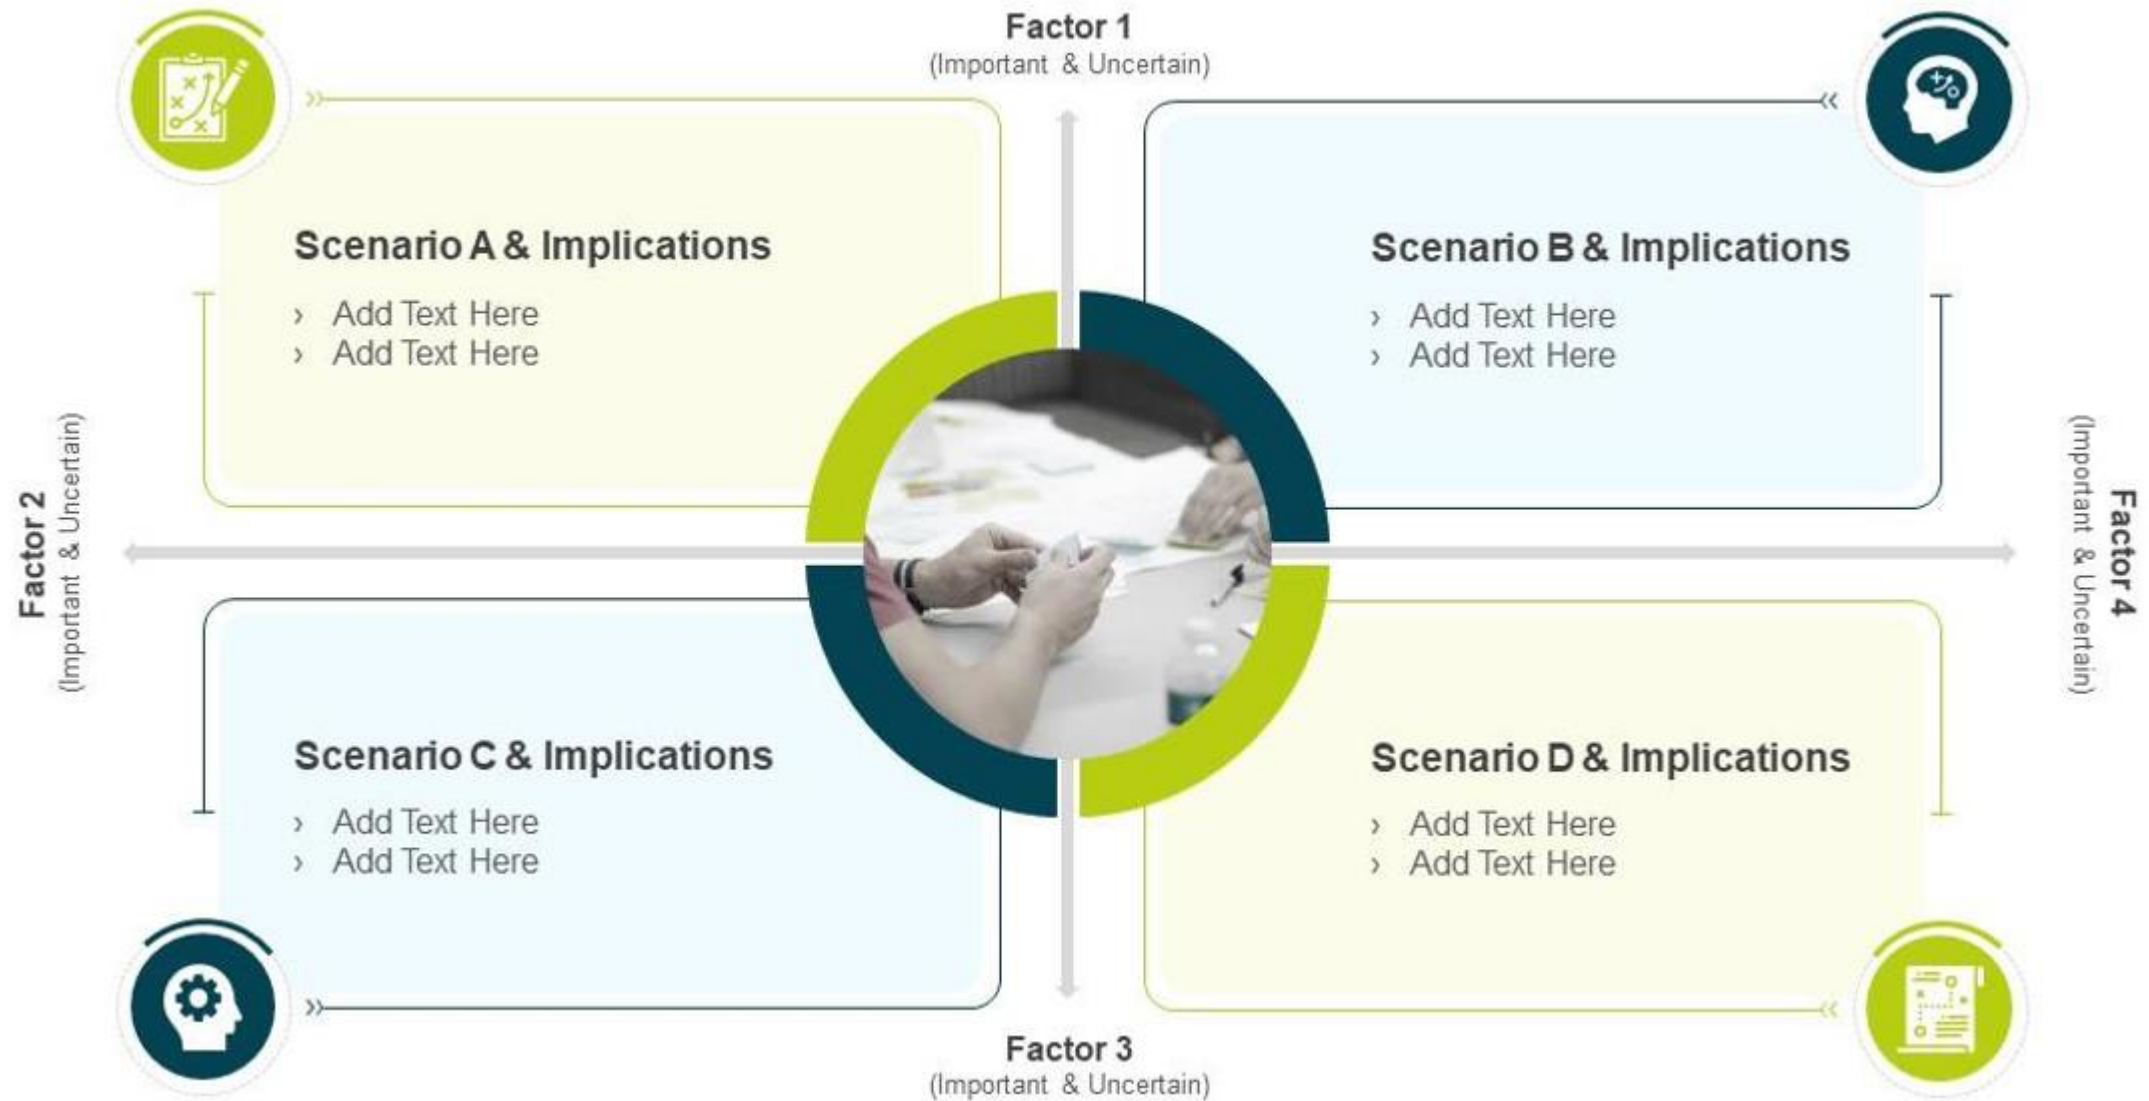 Factor 1
(Important & Uncertain)
Scenario A & Implications
› Add Text Here
› Add Text Here
Scenario B & Implications
› Add Text Here
› Add Text Here
Factor 2
(Important & Uncertain)
Factor 4
(Important & Uncertain)
Scenario C & Implications
› Add Text Here
› Add Text Here
Scenario D & Implications
› Add Text Here
› Add Text Here
Factor 3
(Important & Uncertain)